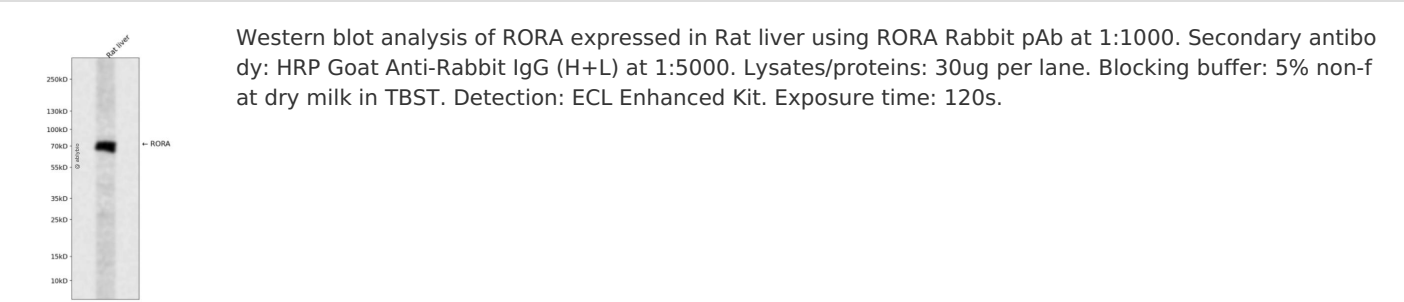 Rat liver
Western blot analysis of RORA expressed in Rat liver using RORA Rabbit pAb at 1:1000. Secondary antibo
dy: HRP Goat Anti-Rabbit IgG (H+L) at 1:5000. Lysates/proteins: 30ug per lane. Blocking buffer: 5% non-f
at dry milk in TBST. Detection: ECL Enhanced Kit. Exposure time: 120s.
250kD
130kD
100kD
70kD
← RORA
55kD
35kD
25kD
15kD
10kD